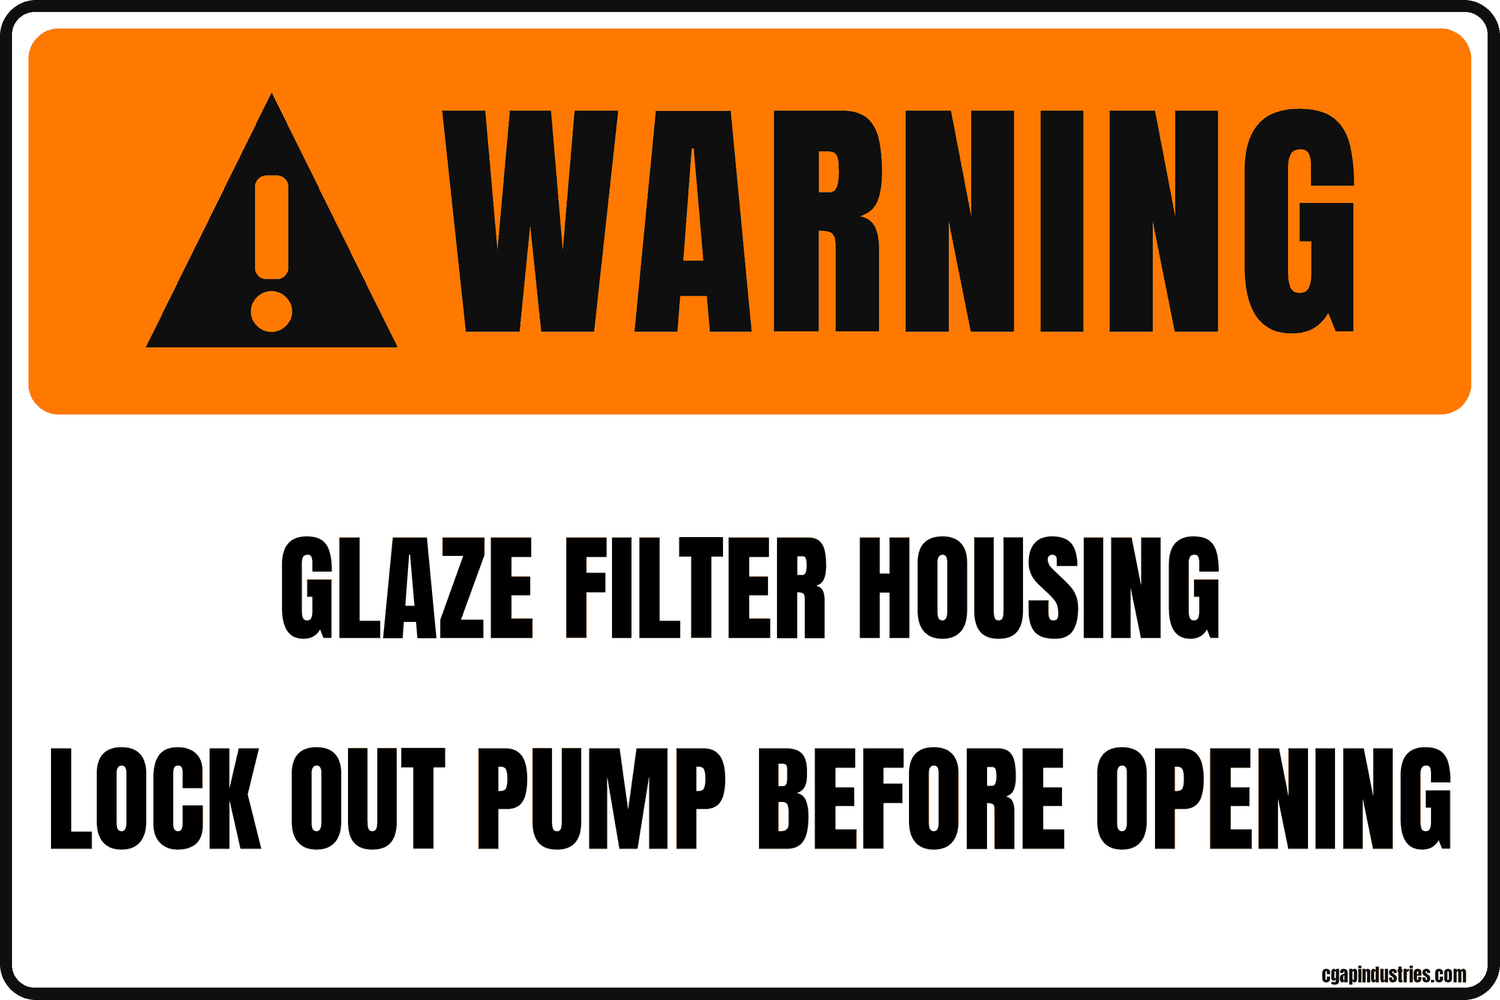 WARNING
GLAZE FILTER HOUSING
LOCK OUT PUMP BEFORE OPENING
cgapindustries.com